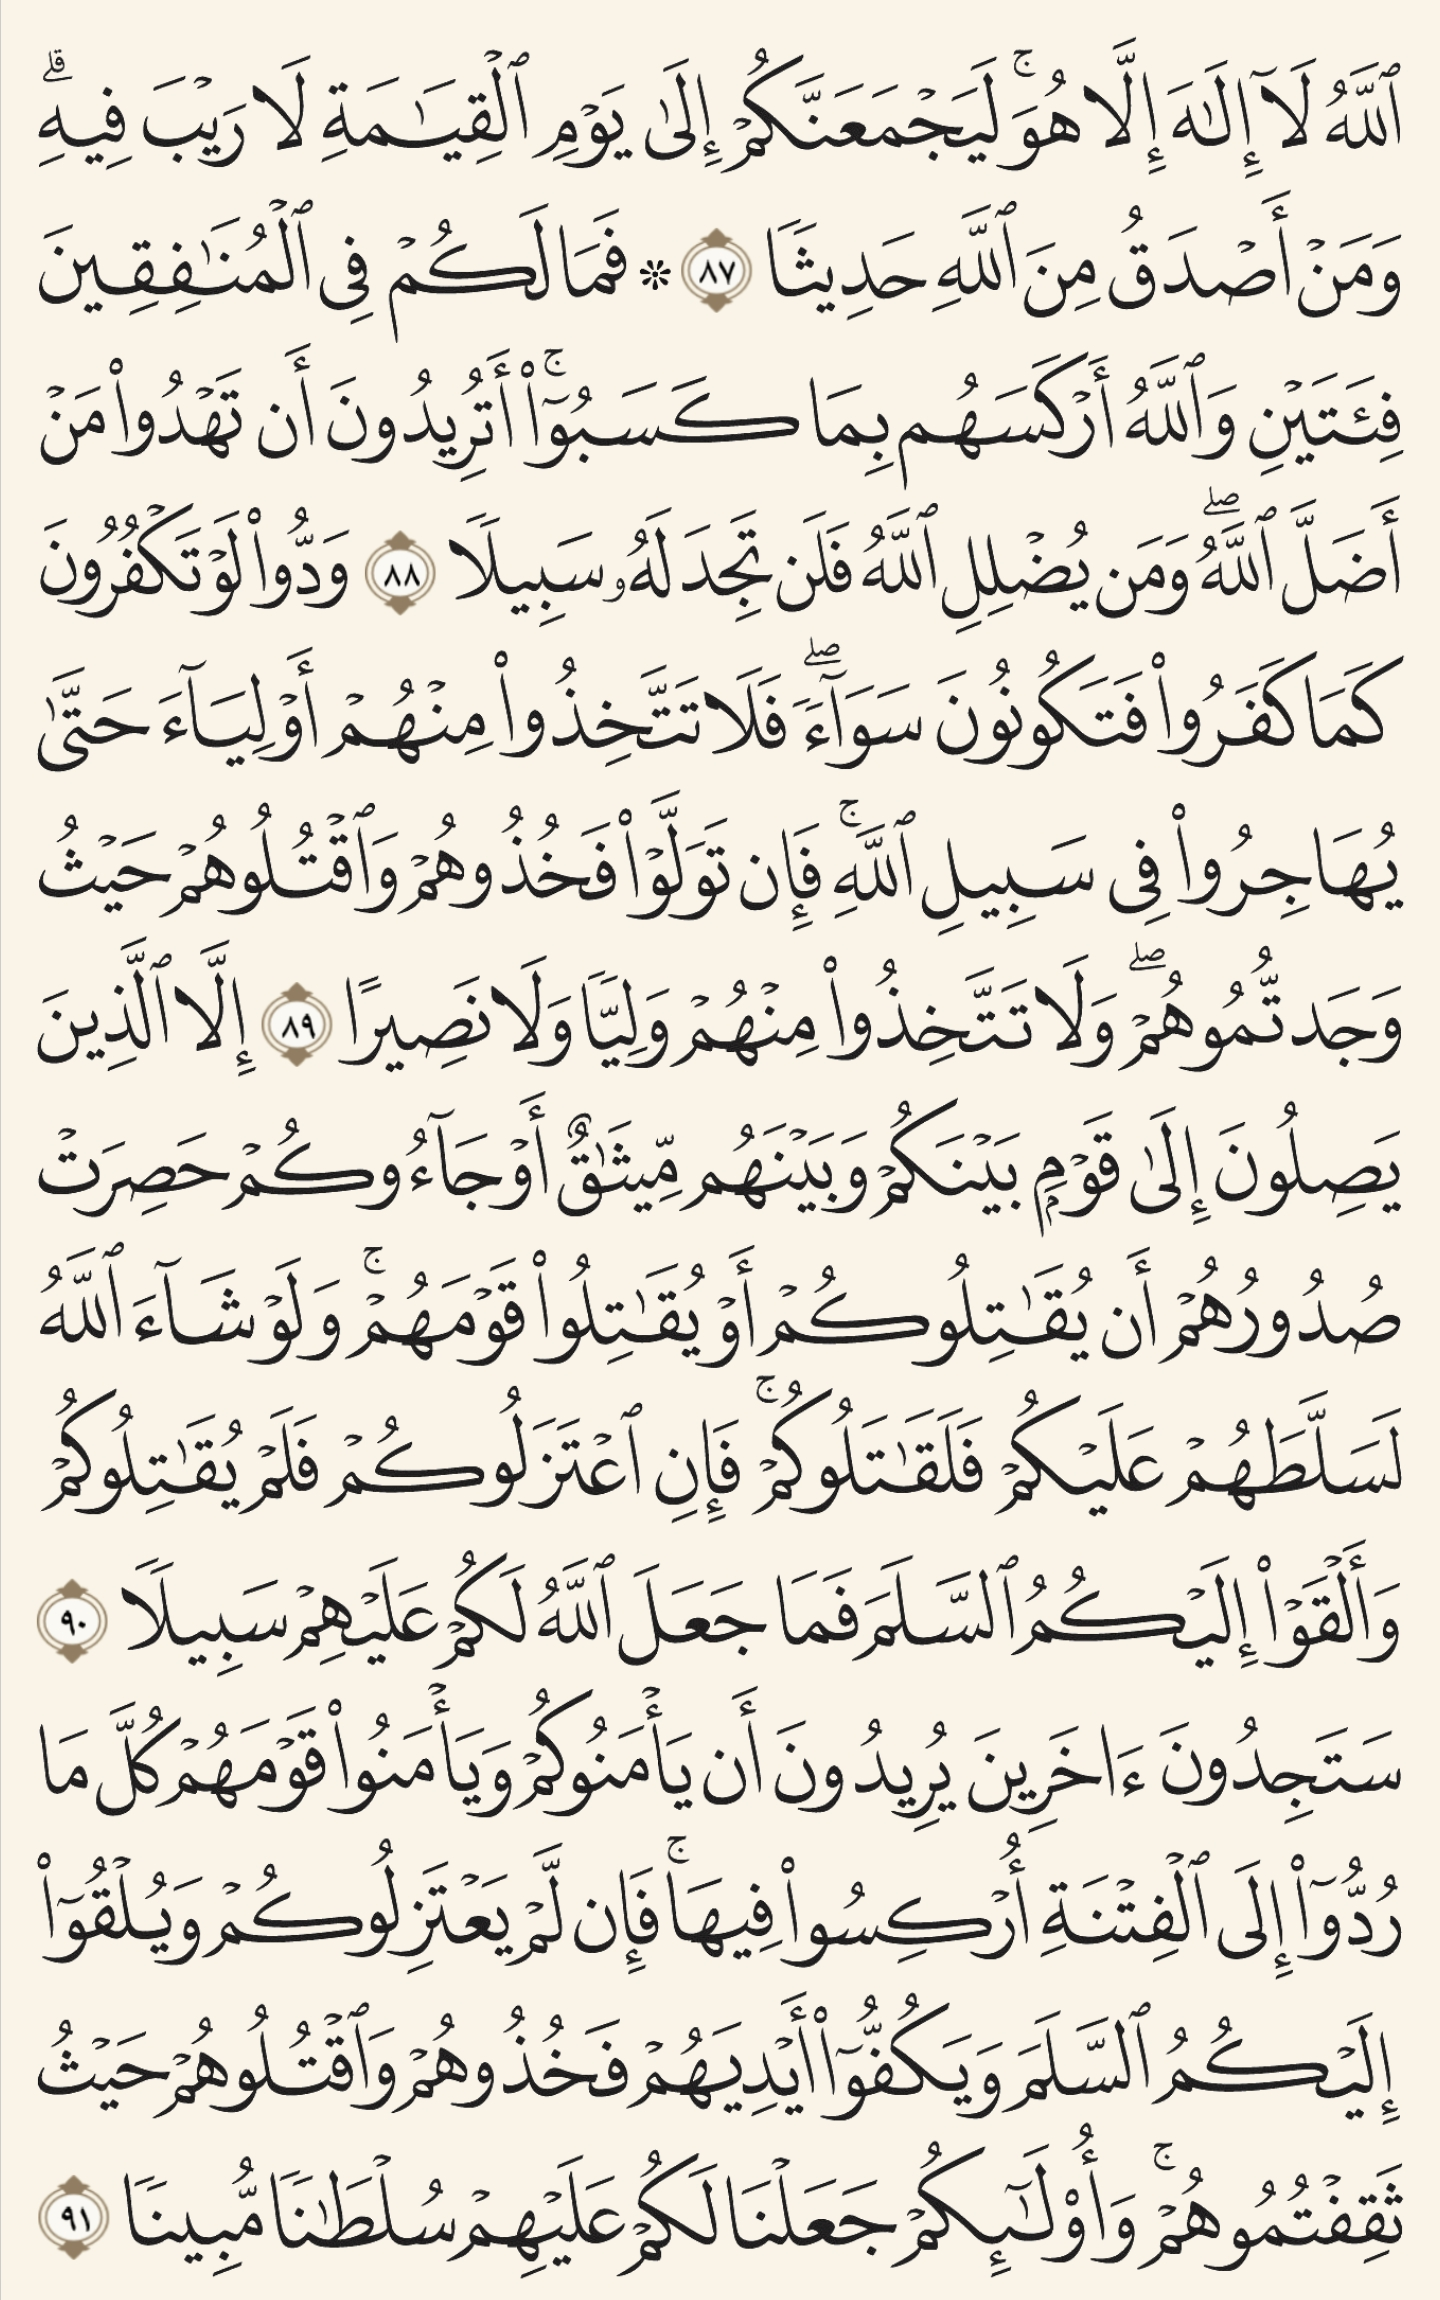 ٱللَّهُ لَآ إِلَـٰهَ إِلَّا هُوَۚ لَيَجْمَعَنَّكُمْ إِلَىٰ يَوْمِ ٱلْقِيَـٰمَةِ لَا رَيْبَ فِيهِۗ
وَمَنْ أَصْدَقُ مِنَ ٱللَّهِ حَدِيثًا ٨٧ ۞ فَمَا لَكُمْ فِى ٱلْمُنَـٰفِقِينَ
فِئَتَيْنِ وَٱللَّهُ أَرْكَسَهُم بِمَا كَسَبُوٓا۟ۚ أَتُرِيدُونَ أَن تَهْدُوا۟ مَنْ
أَضَلَّ ٱللَّهُۖ وَمَن يُضْلِلِ ٱللَّهُ فَلَن تَجِدَ لَهُۥ سَبِيلًا ٨٨ وَدُّوا۟ لَوْ تَكْفُرُونَ
كَمَا كَفَرُوا۟ فَتَكُونُونَ سَوَآءًۖ فَلَا تَتَّخِذُوا۟ مِنْهُمْ أَوْلِيَآءَ حَتَّىٰ
يُهَاجِرُوا۟ فِى سَبِيلِ ٱللَّهِۚ فَإِن تَوَلَّوْا۟ فَخُذُوهُمْ وَٱقْتُلُوهُمْ حَيْثُ
وَجَدتُّمُوهُمْۖ وَلَا تَتَّخِذُوا۟ مِنْهُمْ وَلِيًّا وَلَا نَصِيرًا ٨٩ إِلَّا ٱلَّذِينَ
يَصِلُونَ إِلَىٰ قَوْمٍۭ بَيْنَكُمْ وَبَيْنَهُم مِّيثَـٰقٌ أَوْ جَآءُوكُمْ حَصِرَتْ
صُدُورُهُمْ أَن يُقَـٰتِلُوكُمْ أَوْ يُقَـٰتِلُوا۟ قَوْمَهُمْۚ وَلَوْ شَآءَ ٱللَّهُ
لَسَلَّطَهُمْ عَلَيْكُمْ فَلَقَـٰتَلُوكُمْۚ فَإِنِ ٱعْتَزَلُوكُمْ فَلَمْ يُقَـٰتِلُوكُمْ
وَأَلْقَوْا۟ إِلَيْكُمُ ٱلسَّلَمَ فَمَا جَعَلَ ٱللَّهُ لَكُمْ عَلَيْهِمْ سَبِيلًا ٩٠
سَتَجِدُونَ ءَاخَرِينَ يُرِيدُونَ أَن يَأْمَنُوكُمْ وَيَأْمَنُوا۟ قَوْمَهُمْ كُلَّ مَا
رُدُّوٓا۟ إِلَى ٱلْفِتْنَةِ أُرْكِسُوا۟ فِيهَاۚ فَإِن لَّمْ يَعْتَزِلُوكُمْ وَيُلْقُوٓا۟
إِلَيْكُمُ ٱلسَّلَمَ وَيَكُفُّوٓا۟ أَيْدِيَهُمْ فَخُذُوهُمْ وَٱقْتُلُوهُمْ حَيْثُ
ثَقِفْتُمُوهُمْۚ وَأُو۟لَـٰٓئِكُمْ جَعَلْنَا لَكُمْ عَلَيْهِمْ سُلْطَـٰنًا مُّبِينًا ٩١